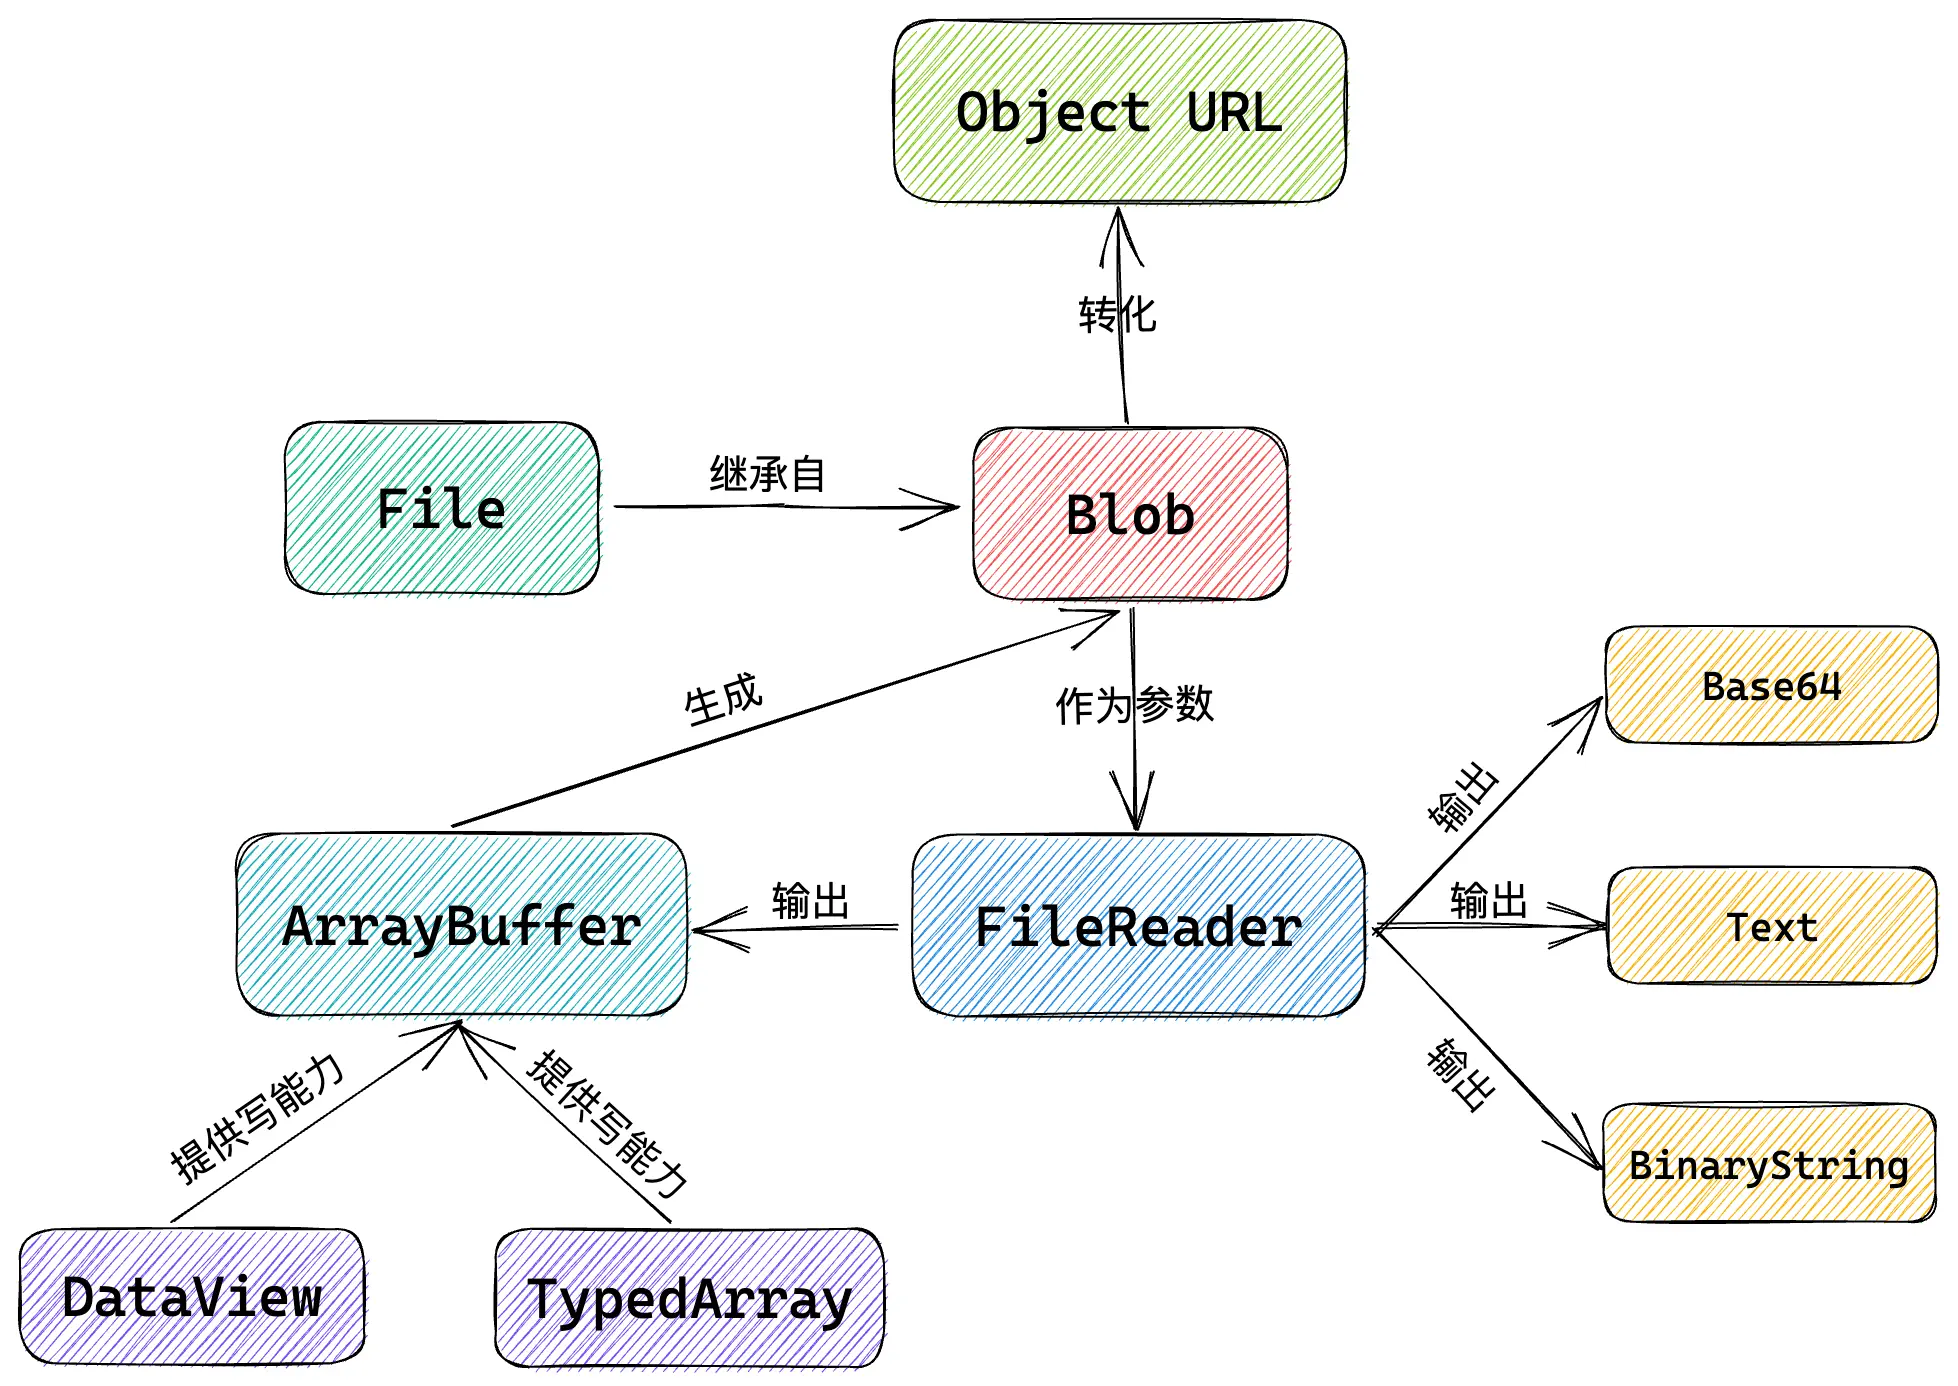 Object URL
转化
继承自
File
Blob
Base64
生成
作为参数
输出
输出
输出
ArrayBuffer
FileReader
Text
输出
提供写能力
提供写能力
BinaryString
DataView
TypedArray